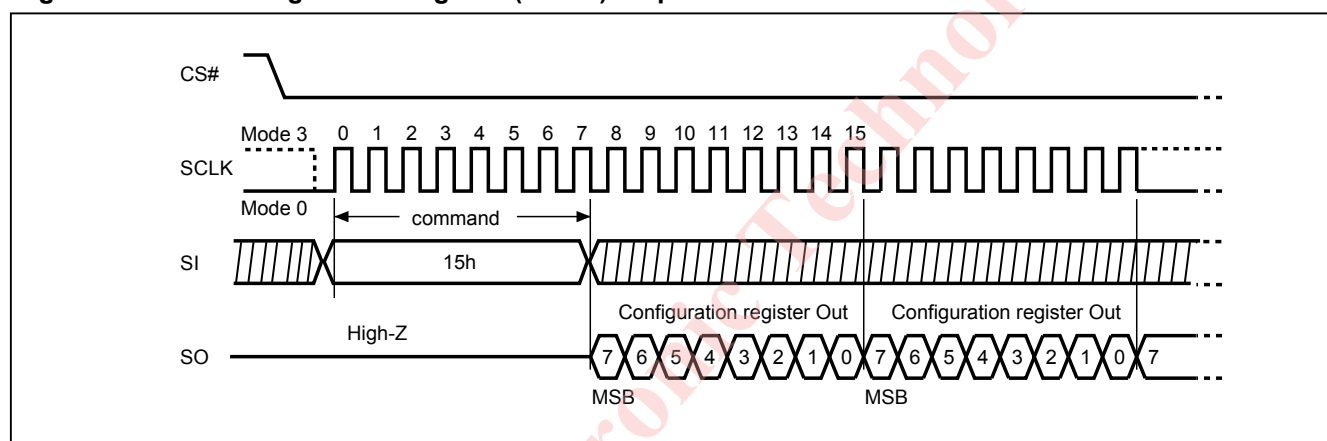 CS#
Mode 3 0 1 2 3 4 5 6 7 8 9 10 11 12 13 14 15
SCLK
Mode 0
command
SI 15h
Configuration register Out Configuration register Out
High-Z
SO 7 6 5 4 3 2 1 0 7 6 5 4 3 2 1 0 7
MSB MSB